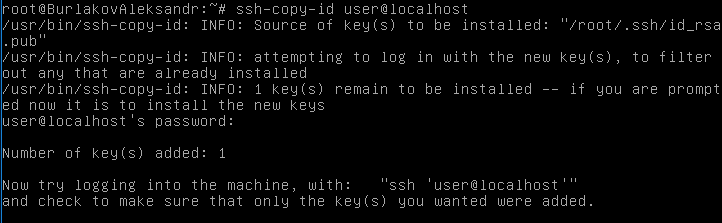 root@BurlakovAleksandr:~# ssh-copy-id user@localhost
/usr/bin/ssh-copy-id: INFO: Source of key(s) to be installed: "/root/.ssh/id_rsa
.pub"
/usr/bin/ssh-copy-id: INFO: attempting to log in with the new key(s), to filter
out any that are already installed
/usr/bin/ssh-copy-id: INFO: 1 key(s) remain to be installed -- if you are prompt
ed now it is to install the new keys
user@localhost's password:
Number of key(s) added: 1
Now try logging into the machine, with:   "ssh 'user@localhost'"
and check to make sure that only the key(s) you wanted were added.